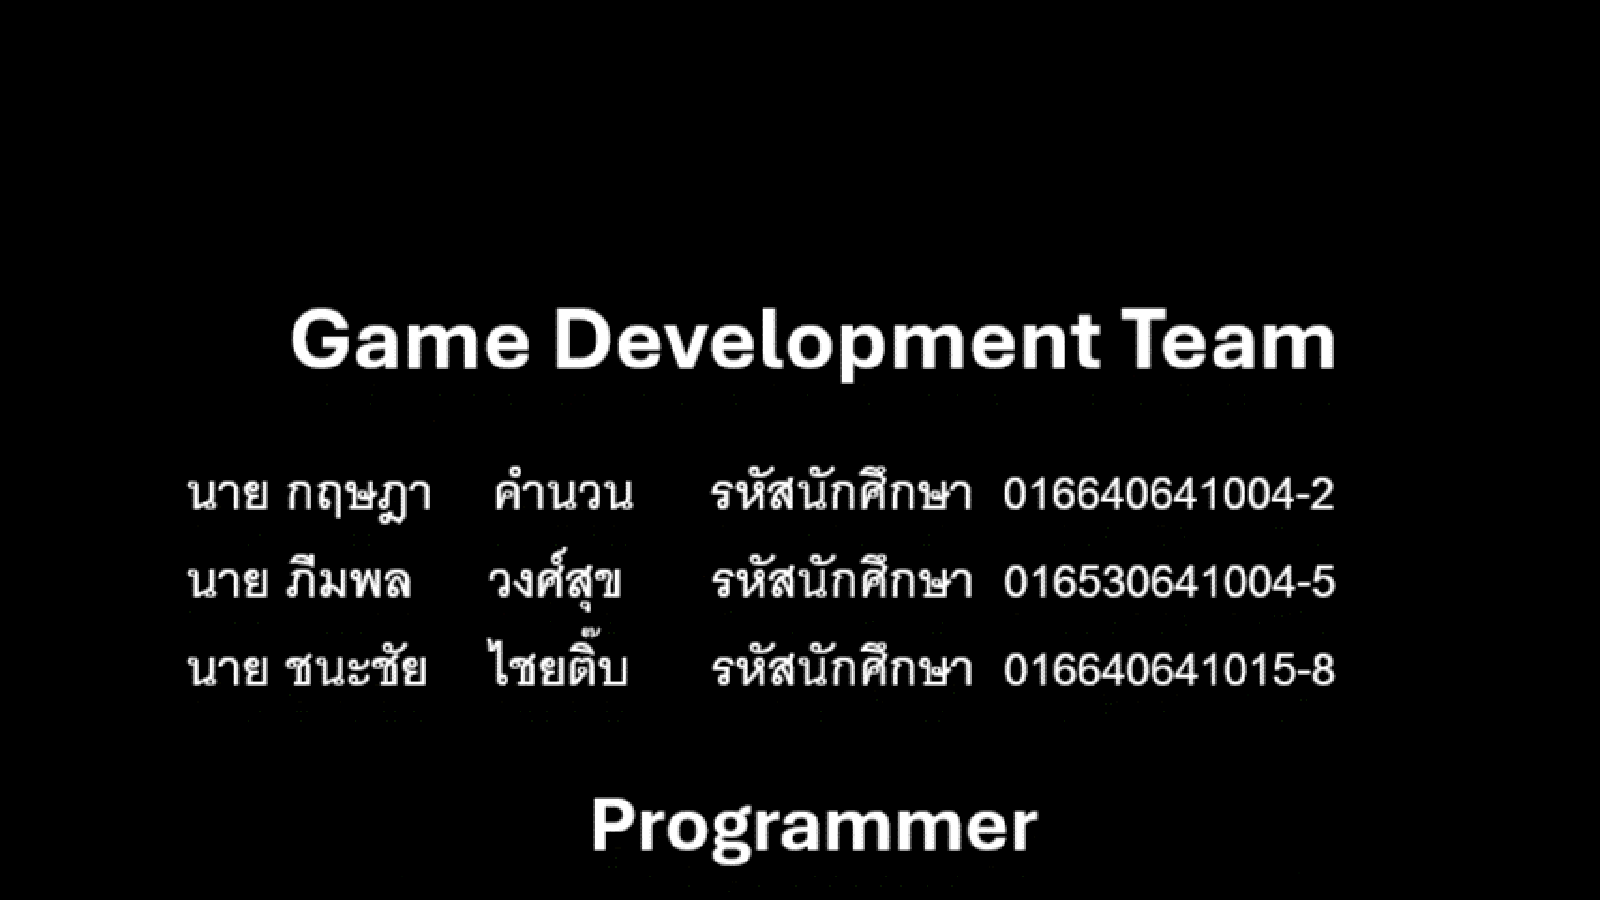 Game Development Team
นาย กฤษฎา คำนวน รหัสนักศึกษา 016640641004-2
นาย ภีมพล วงศ์สุข รหัสนักศึกษา 016530641004-5
นาย ชนะชัย ไชยติ๊บ รหัสนักศึกษา 016640641015-8
Programmer